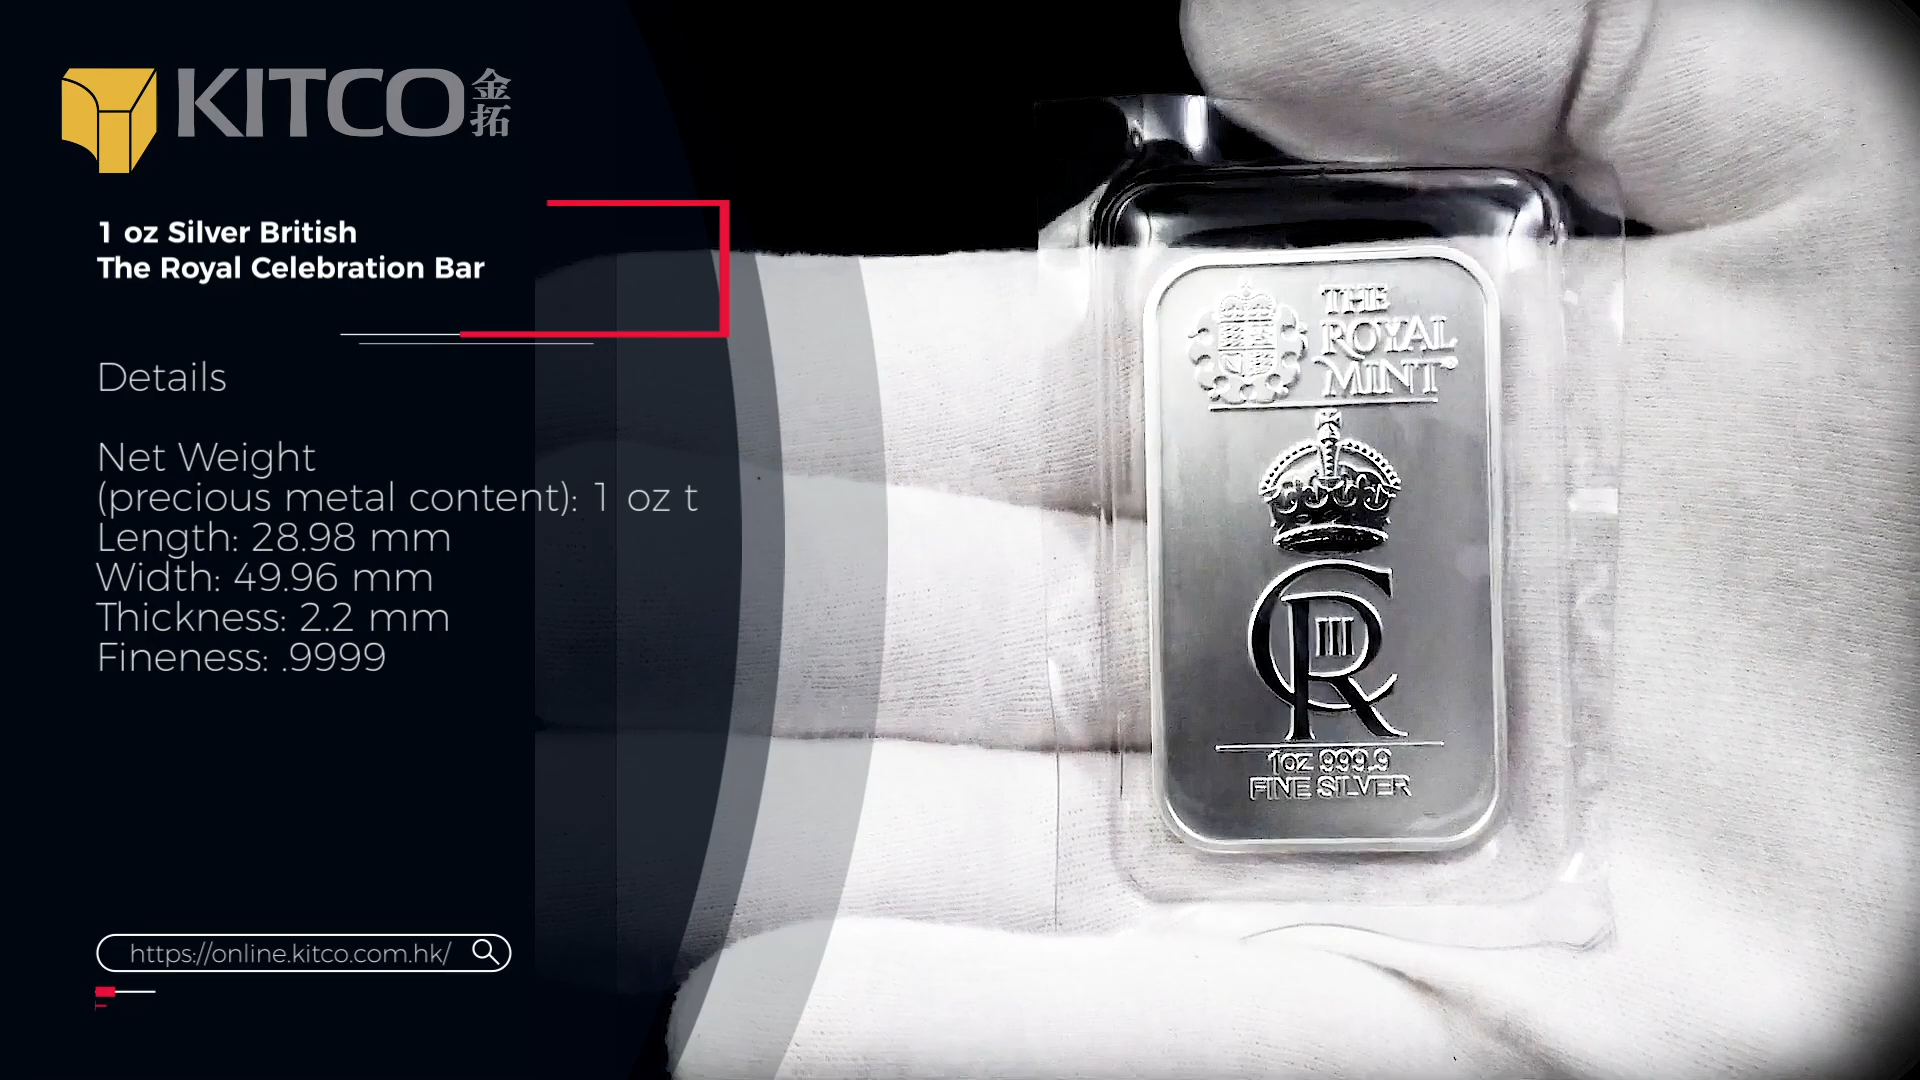 KITCO 金拓
1 oz Silver British
The Royal Celebration Bar
Details
Net Weight
(precious metal content): 1 oz t
Length: 28.98 mm
Width: 49.96 mm
Thickness: 2.2 mm
Fineness: .9999
https://online.kitco.com.hk/
THE
ROYAL
MINT®
CR
III
1oz 999.9
FINE SILVER